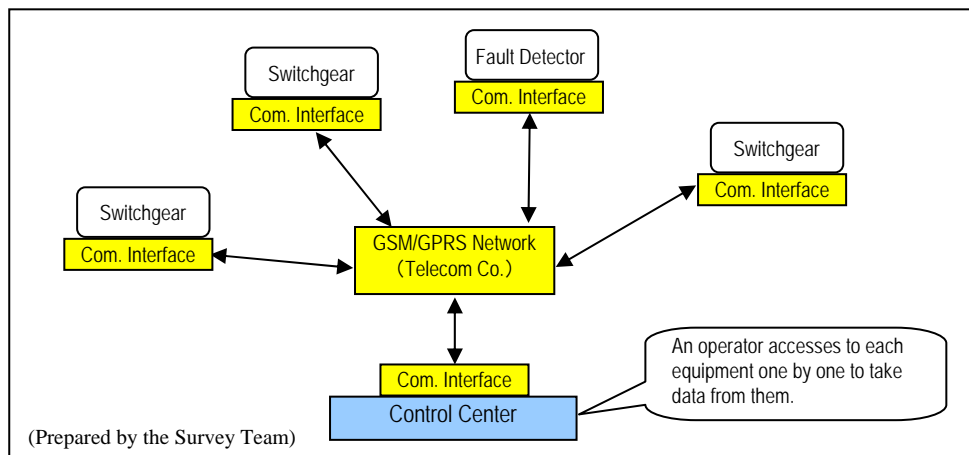 Fault Detector
Com. Interface
Switchgear
Com. Interface
Switchgear
Com. Interface
Switchgear
Com. Interface
GSM/GPRS Network
（Telecom Co.）
An operator accesses to each
equipment one by one to take
data from them.
Com. Interface
Control Center
(Prepared by the Survey Team)